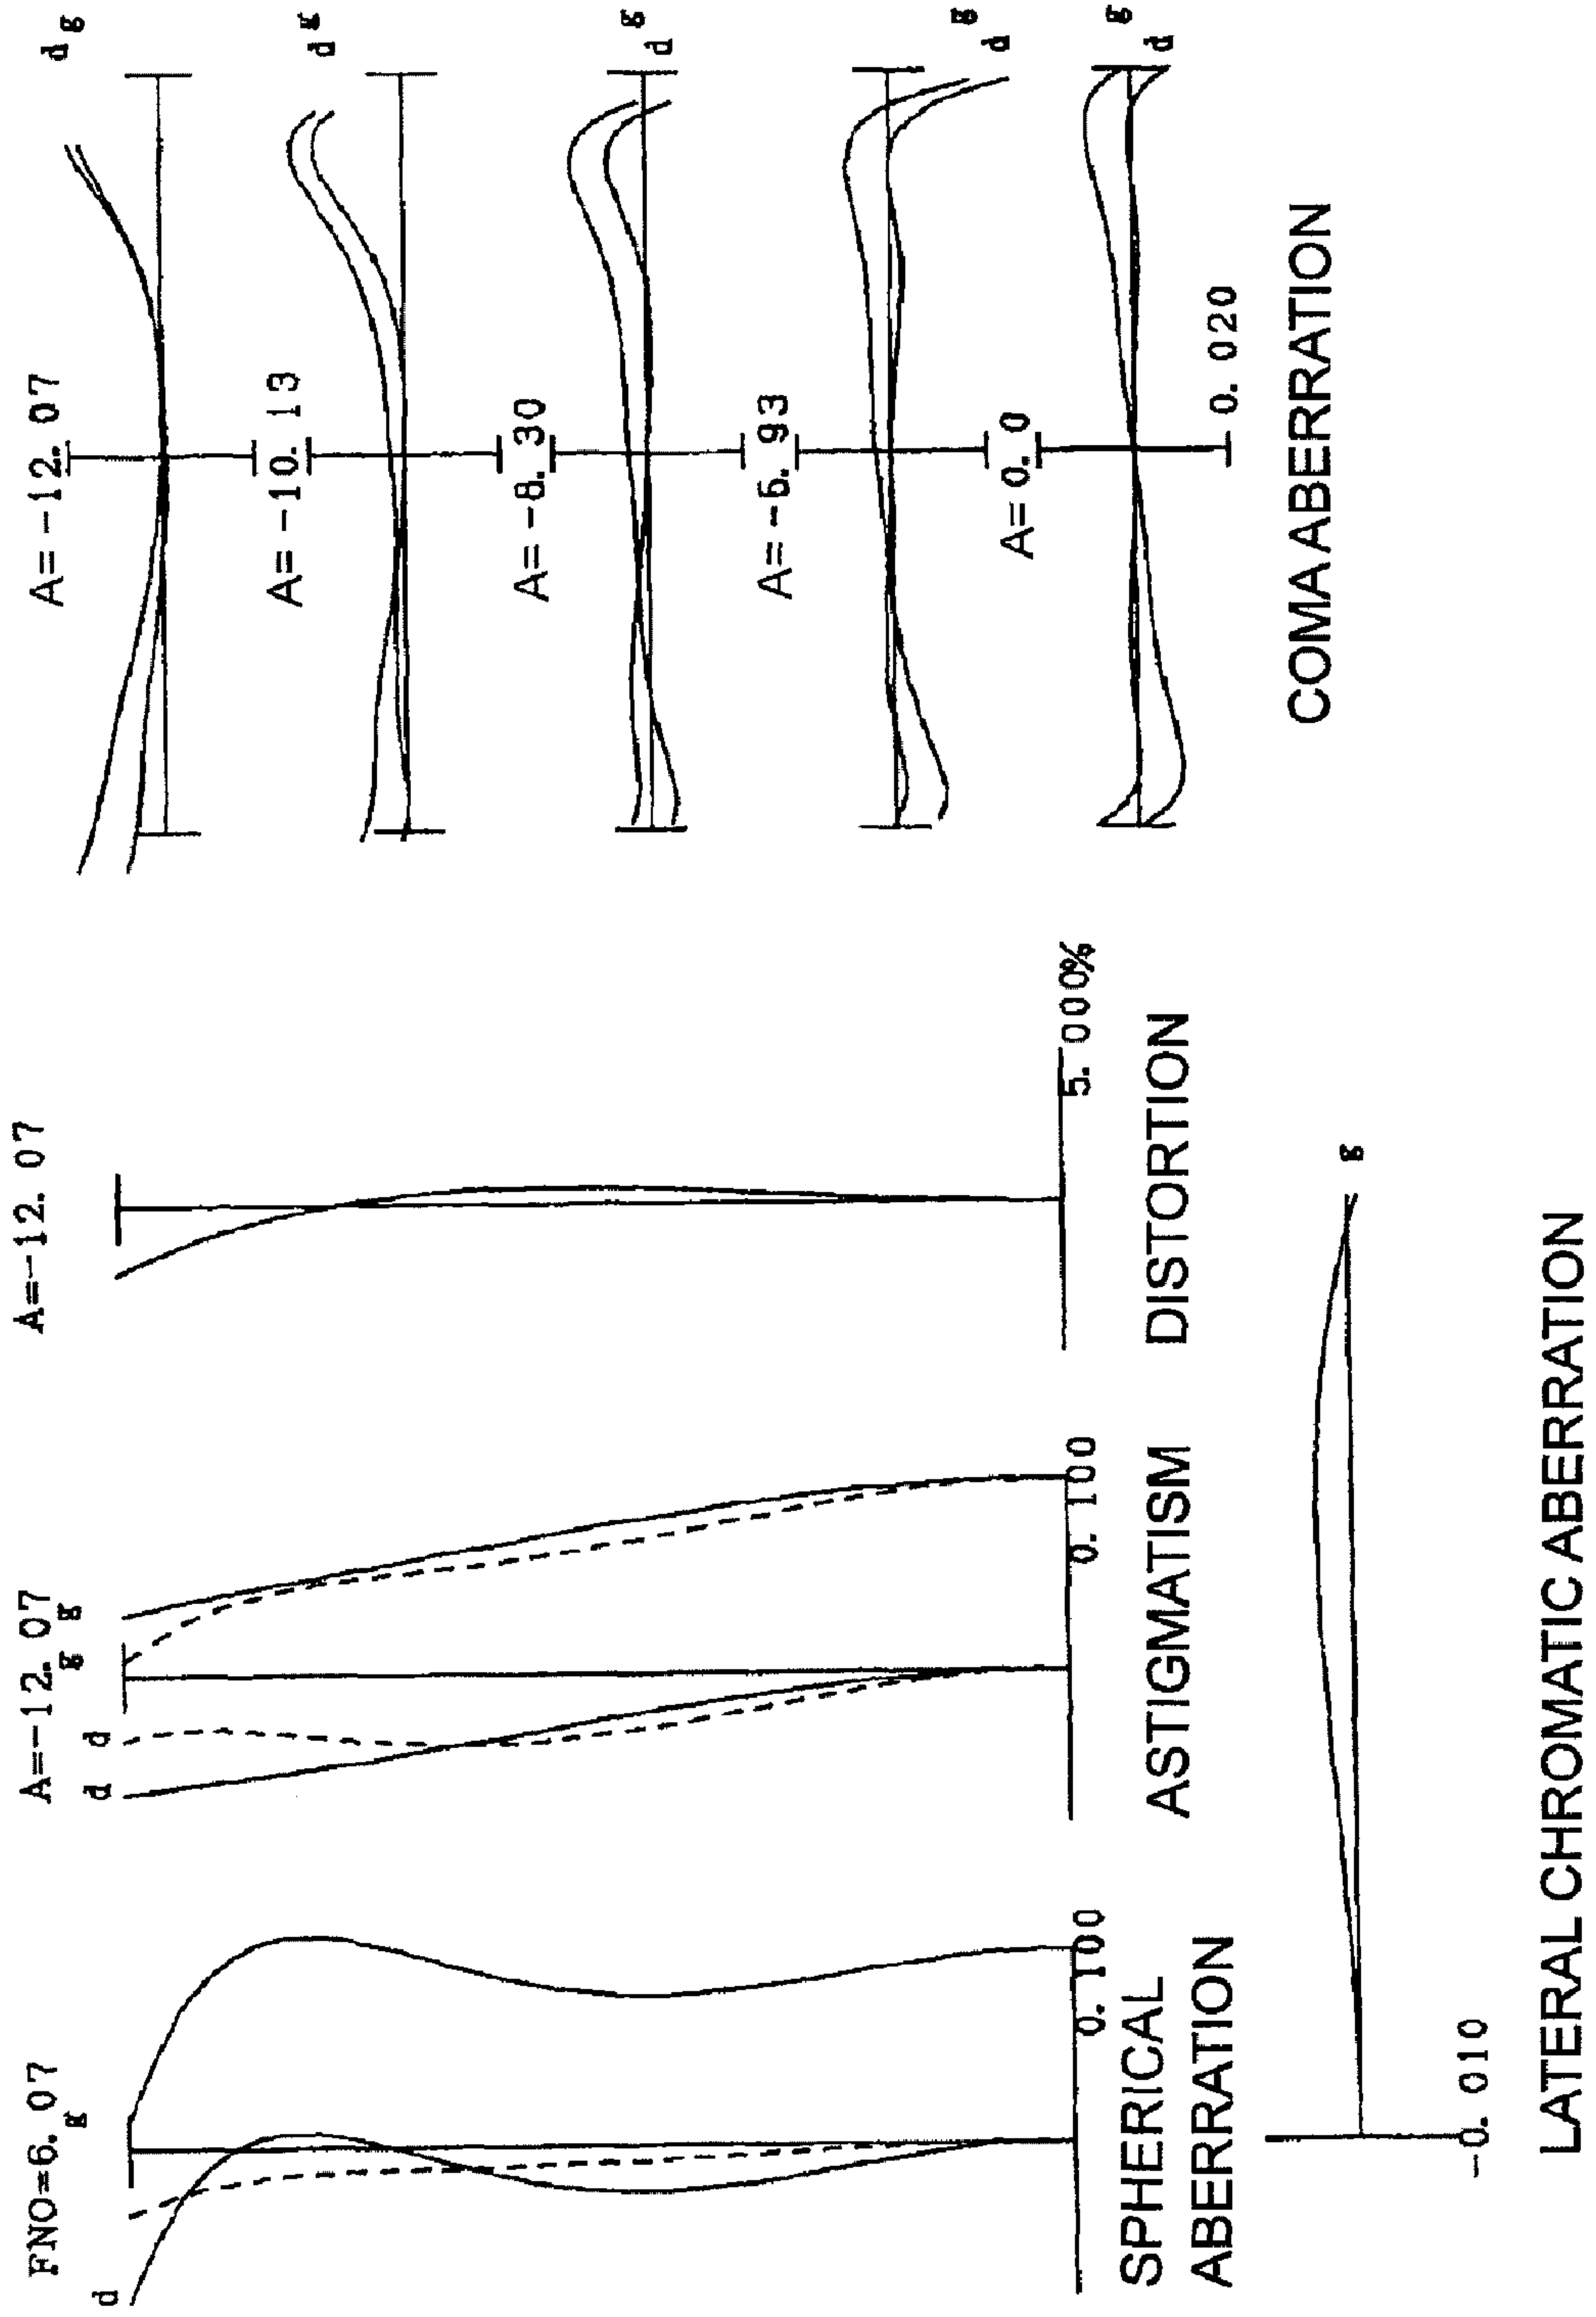 FNO=6. 07
g
d
0. 100
SPHERICAL
ABERRATION
A=-12. 07
g
g
d
d
0. 100
ASTIGMATISM
A=-12. 07
5. 000%
DISTORTION
A=-12. 07
d
g
A=-10. 13
d
g
A=-8. 30
g
d
A=-5. 93
g
d
A=0. 0
g
d
0. 020
COMA ABERRATION
g
-0. 010
LATERAL CHROMATIC ABERRATION